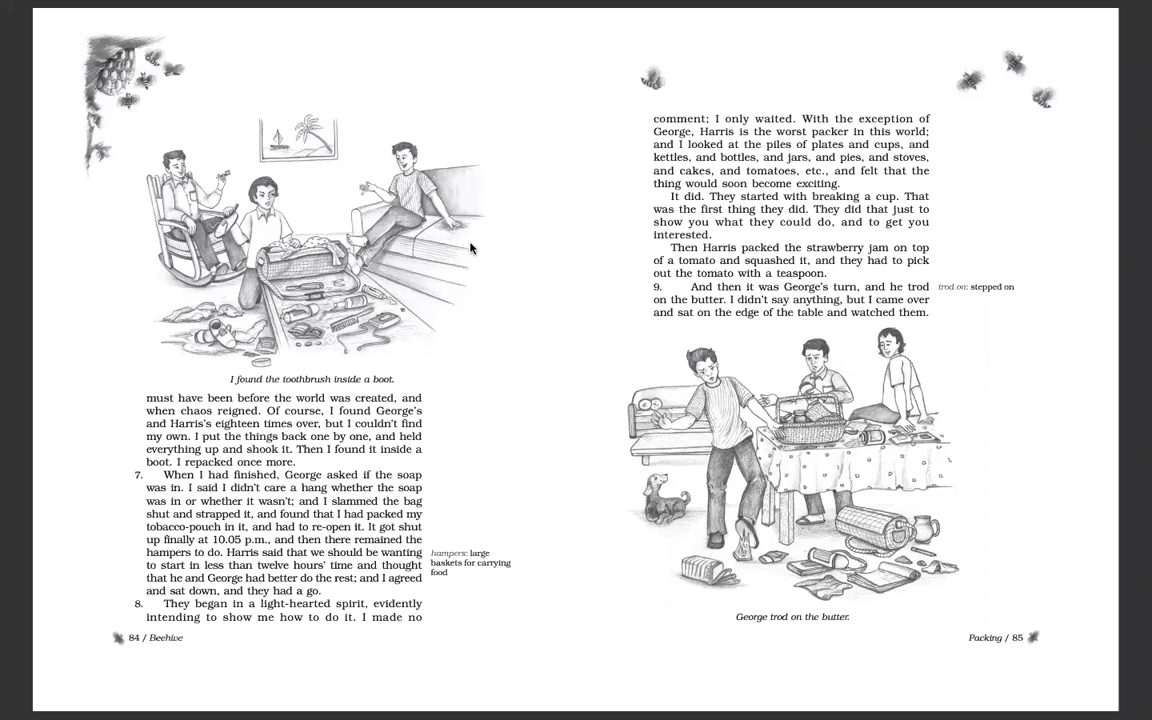 I found the toothbrush inside a boot.
must have been before the world was created, and
when chaos reigned. Of course, I found George's
and Harris's eighteen times over, but I couldn't find
my own. I put the things back one by one, and held
everything up and shook it. Then I found it inside a
boot. I repacked once more.
7. When I had finished, George asked if the soap
was in. I said I didn't care a hang whether the soap
was in or whether it wasn't; and I slammed the bag
shut and strapped it, and found that I had packed my
tobacco-pouch in it, and had to re-open it. It got shut
up finally at 10.05 p.m., and then there remained the
hampers to do. Harris said that we should be wanting
to start in less than twelve hours' time and thought
that he and George had better do the rest; and I agreed
and sat down, and they had a go.
hampers: large
baskets for carrying
food
8. They began in a light-hearted spirit, evidently
intending to show me how to do it. I made no
84 / Beehive
comment; I only waited. With the exception of
George, Harris is the worst packer in this world;
and I looked at the piles of plates and cups, and
kettles, and bottles, and jars, and pies, and stoves,
and cakes, and tomatoes, etc., and felt that the
thing would soon become exciting.
It did. They started with breaking a cup. That
was the first thing they did. They did that just to
show you what they could do, and to get you
interested.
Then Harris packed the strawberry jam on top
of a tomato and squashed it, and they had to pick
out the tomato with a teaspoon.
9. And then it was George's turn, and he trod
on the butter. I didn't say anything, but I came over
and sat on the edge of the table and watched them.
trod on: stepped on
George trod on the butter.
Packing / 85